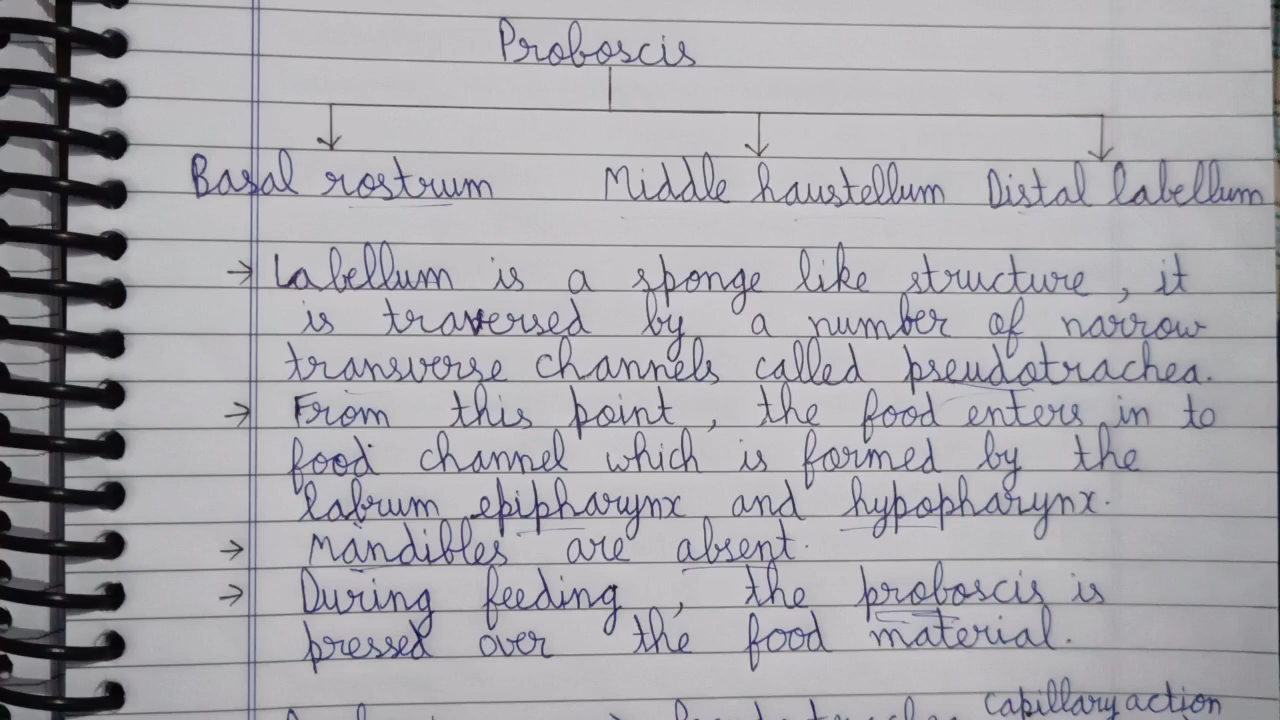 Proboscis
Basal rostrum Middle haustellum Distal labellum
→ Labellum is a sponge like structure, it
is traversed by a number of narrow
transverse channels called pseudotrachea.
→ From this point, the food enters in to
food channel which is formed by the
labrum epipharynx and hypopharynx.
→ Mandibles are absent.
→ During feeding, the proboscis is
pressed over the food material.
capillary action